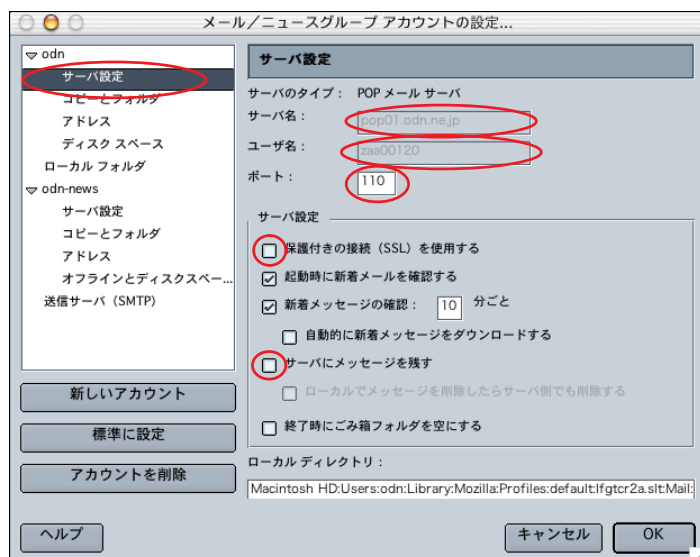 メール／ニュースグループ アカウントの設定...
odn
サーバ設定
コピーとフォルダ
アドレス
ディスク スペース
ローカル フォルダ
odn-news
サーバ設定
コピーとフォルダ
アドレス
オフラインとディスクスペー...
送信サーバ（SMTP）
新しいアカウント
標準に設定
アカウントを削除
サーバ設定
サーバのタイプ： POP メール サーバ
サーバ名： pop01.odn.ne.jp
ユーザ名： zaa00120
ポート： 110
サーバ設定
保護付きの接続（SSL）を使用する
起動時に新着メールを確認する
新着メッセージの確認： 10 分ごと
自動的に新着メッセージをダウンロードする
サーバにメッセージを残す
ローカルでメッセージを削除したらサーバ側でも削除する
終了時にごみ箱フォルダを空にする
ローカル ディレクトリ：
Macintosh HD:Users:odn:Library:Mozilla:Profiles:default:lfgtcr2a.slt:Mail:
ヘルプ
キャンセル
OK